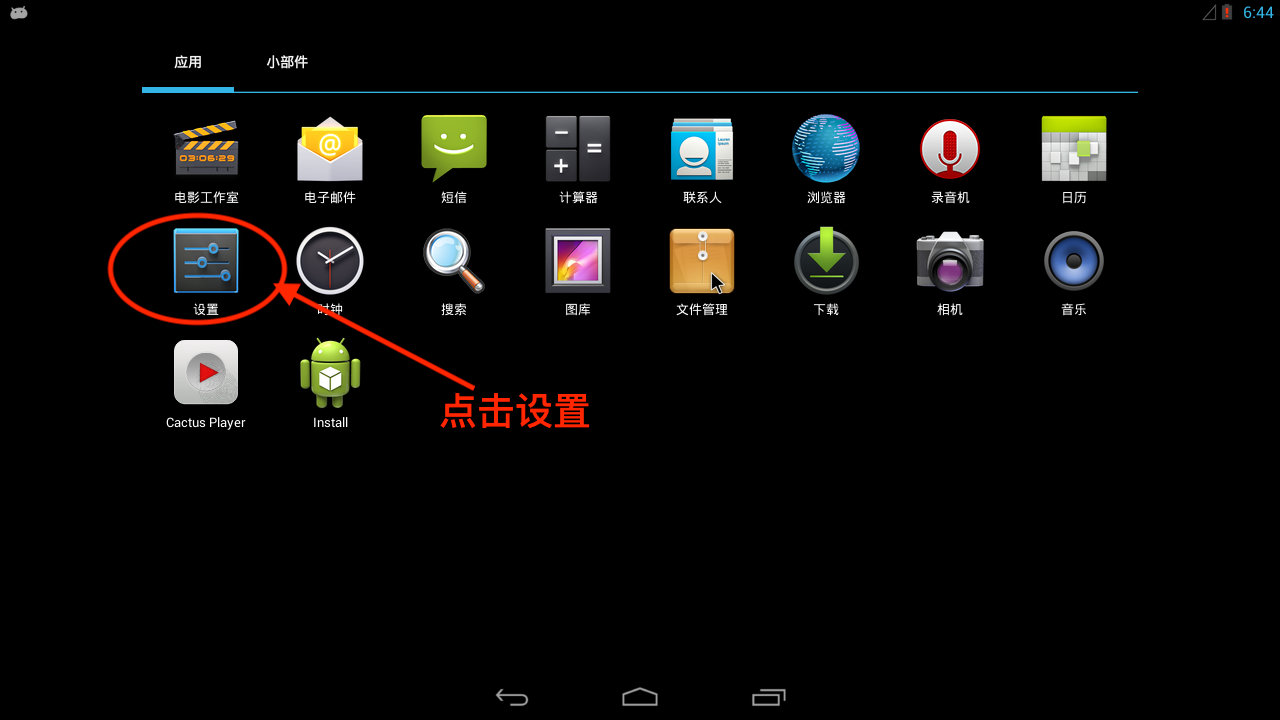 6:44
应用 小部件
03:06:29 @
电影工作室 电子邮件 短信 计算器 联系人 浏览器 录音机 日历
设置 时钟 搜索 图库 文件管理 下载 相机 音乐
Cactus Player Install
点击设置